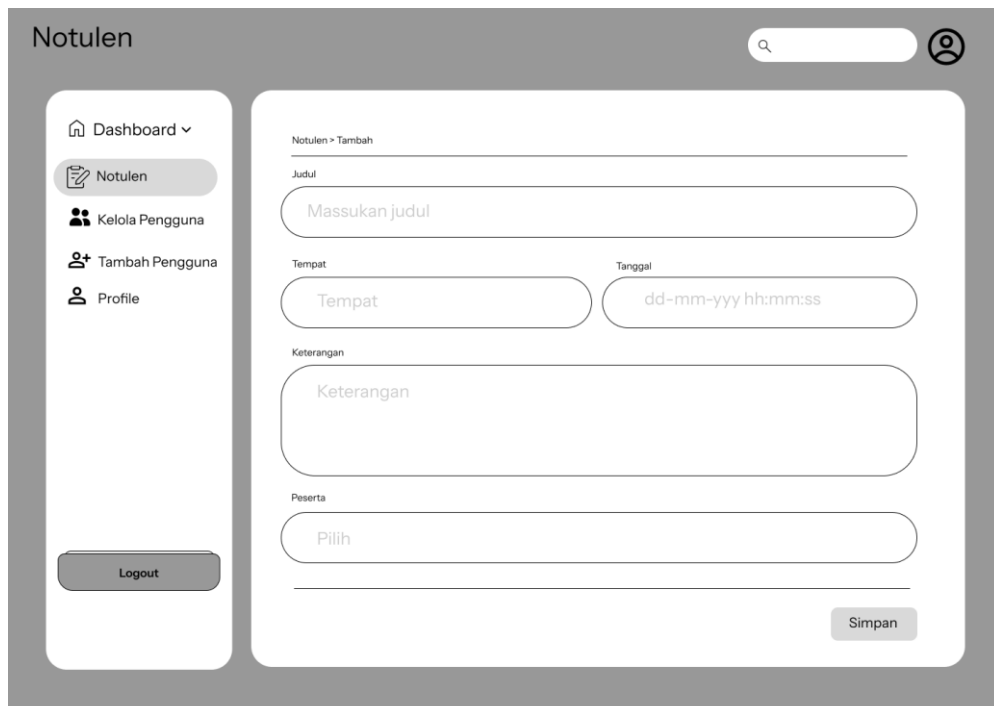 Notulen
Dashboard
Notulen
Kelola Pengguna
Tambah Pengguna
Profile
Logout
Notulen > Tambah
Judul
Massukan judul
Tempat
Tanggal
Tempat
dd-mm-yyy hh:mm:ss
Keterangan
Keterangan
Peserta
Pilih
Simpan